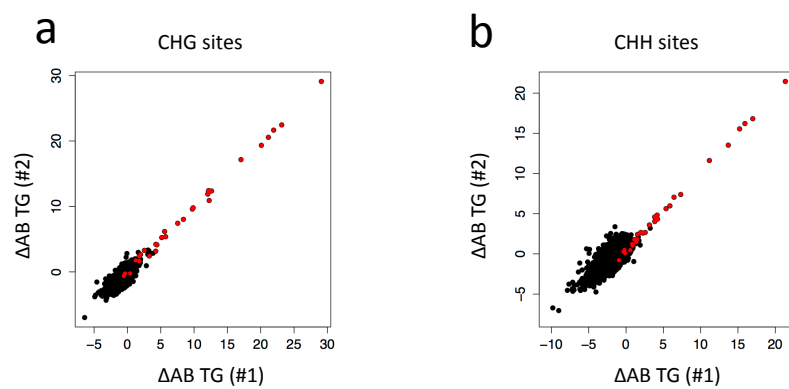 a
CHG sites
ΔAB TG (#2)
30
20
10
0
−5 0 5 10 15 20 25 30
ΔAB TG (#1)
b
CHH sites
ΔAB TG (#2)
20
15
10
5
0
−5
−10 −5 0 5 10 15 20
ΔAB TG (#1)